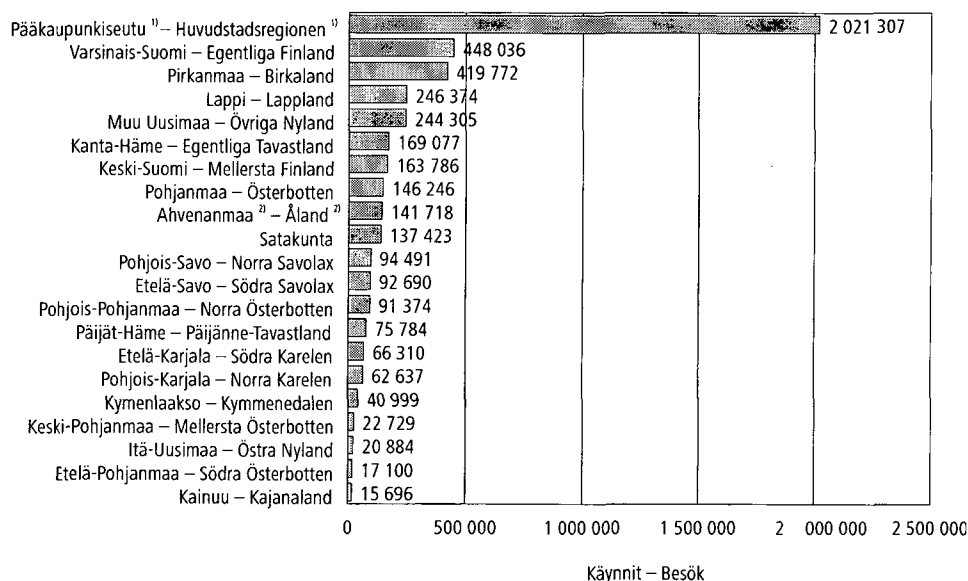 Pääkaupunkiseutu ¹⁾ – Huvudstadsregionen ¹⁾ 2 021 307
Varsinais-Suomi – Egentliga Finland 448 036
Pirkanmaa – Birkaland 419 772
Lappi – Lappland 246 374
Muu Uusimaa – Övriga Nyland 244 305
Kanta-Häme – Egentliga Tavastland 169 077
Keski-Suomi – Mellersta Finland 163 786
Pohjanmaa – Österbotten 146 246
Ahvenanmaa ²⁾ – Åland ²⁾ 141 718
Satakunta 137 423
Pohjois-Savo – Norra Savolax 94 491
Etelä-Savo – Södra Savolax 92 690
Pohjois-Pohjanmaa – Norra Österbotten 91 374
Päijät-Häme – Päijänne-Tavastland 75 784
Etelä-Karjala – Södra Karelen 66 310
Pohjois-Karjala – Norra Karelen 62 637
Kymenlaakso – Kymmenedalen 40 999
Keski-Pohjanmaa – Mellersta Österbotten 22 729
Itä-Uusimaa – Östra Nyland 20 884
Etelä-Pohjanmaa – Södra Österbotten 17 100
Kainuu – Kajanaland 15 696
0 500 000 1 000 000 1 500 000 2 000 000 2 500 000
Käynnit – Besök